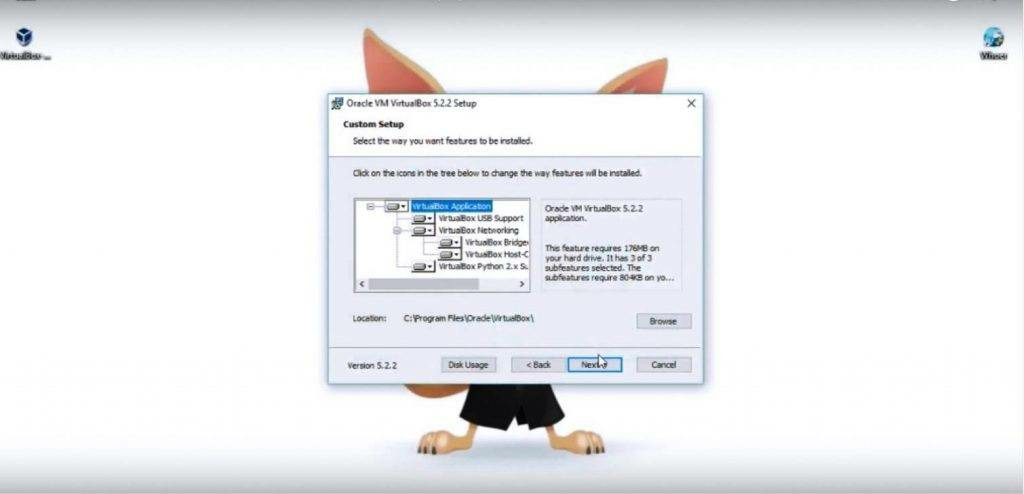 VirtualBox - ...
Whoer
Oracle VM VirtualBox 5.2.2 Setup
Custom Setup
Select the way you want features to be installed.
Click on the icons in the tree below to change the way features will be installed.
VirtualBox Application
VirtualBox USB Support
VirtualBox Networking
VirtualBox Bridge
VirtualBox Host-C
VirtualBox Python 2.x Su
Oracle VM VirtualBox 5.2.2
application.
This feature requires 176MB on
your hard drive. It has 3 of 3
subfeatures selected. The
subfeatures require 804KB on yo...
Location: C:\Program Files\Oracle\VirtualBox\
Browse
Version 5.2.2
Disk Usage
< Back
Next
Cancel